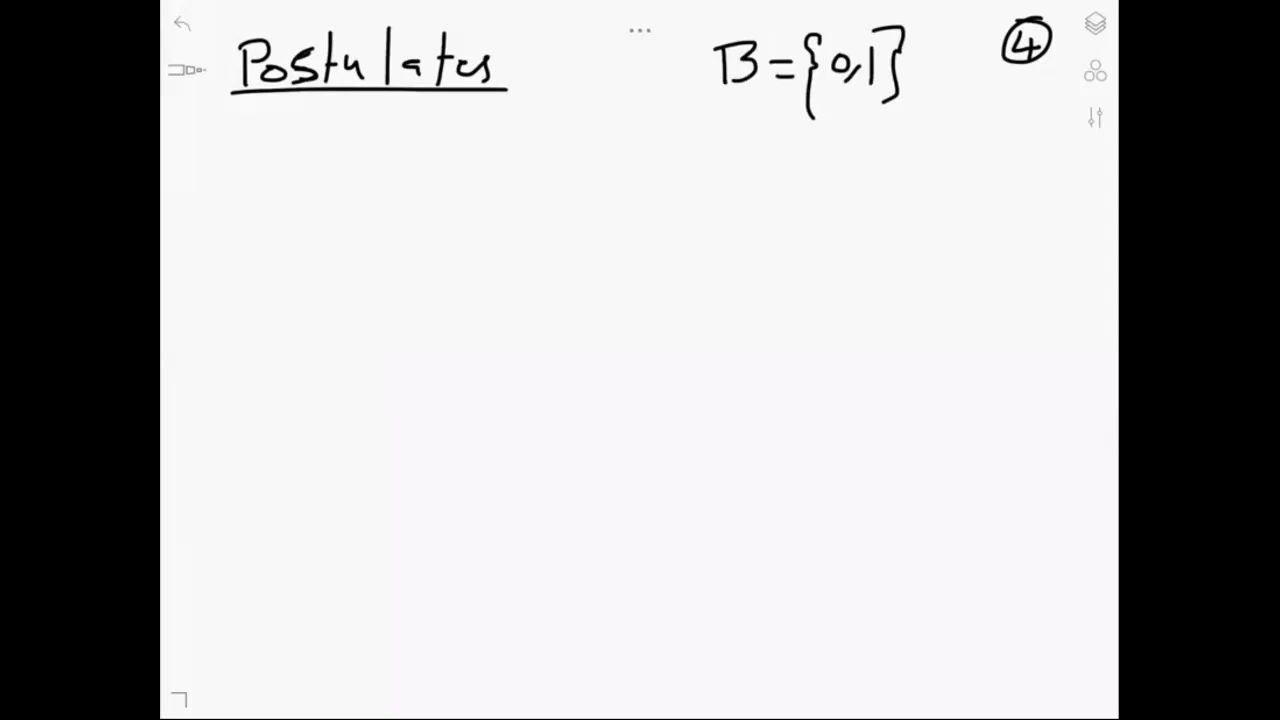 Postulates B = {0,1} 4